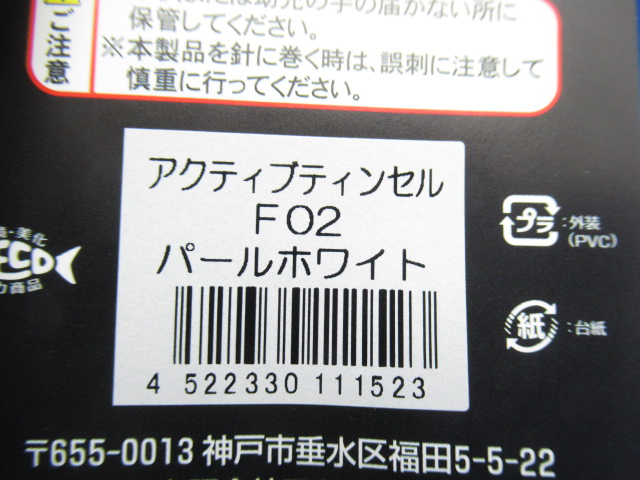 保管してください。
※本製品を針に巻く時は、誤刺に注意して
慎重に行ってください。
ご注意
アクティブティンセル
F02
パールホワイト
4 522330 111523
プラ
:外装
(PVC)
紙
:台紙
〒655-0013 神戸市垂水区福田5-5-22